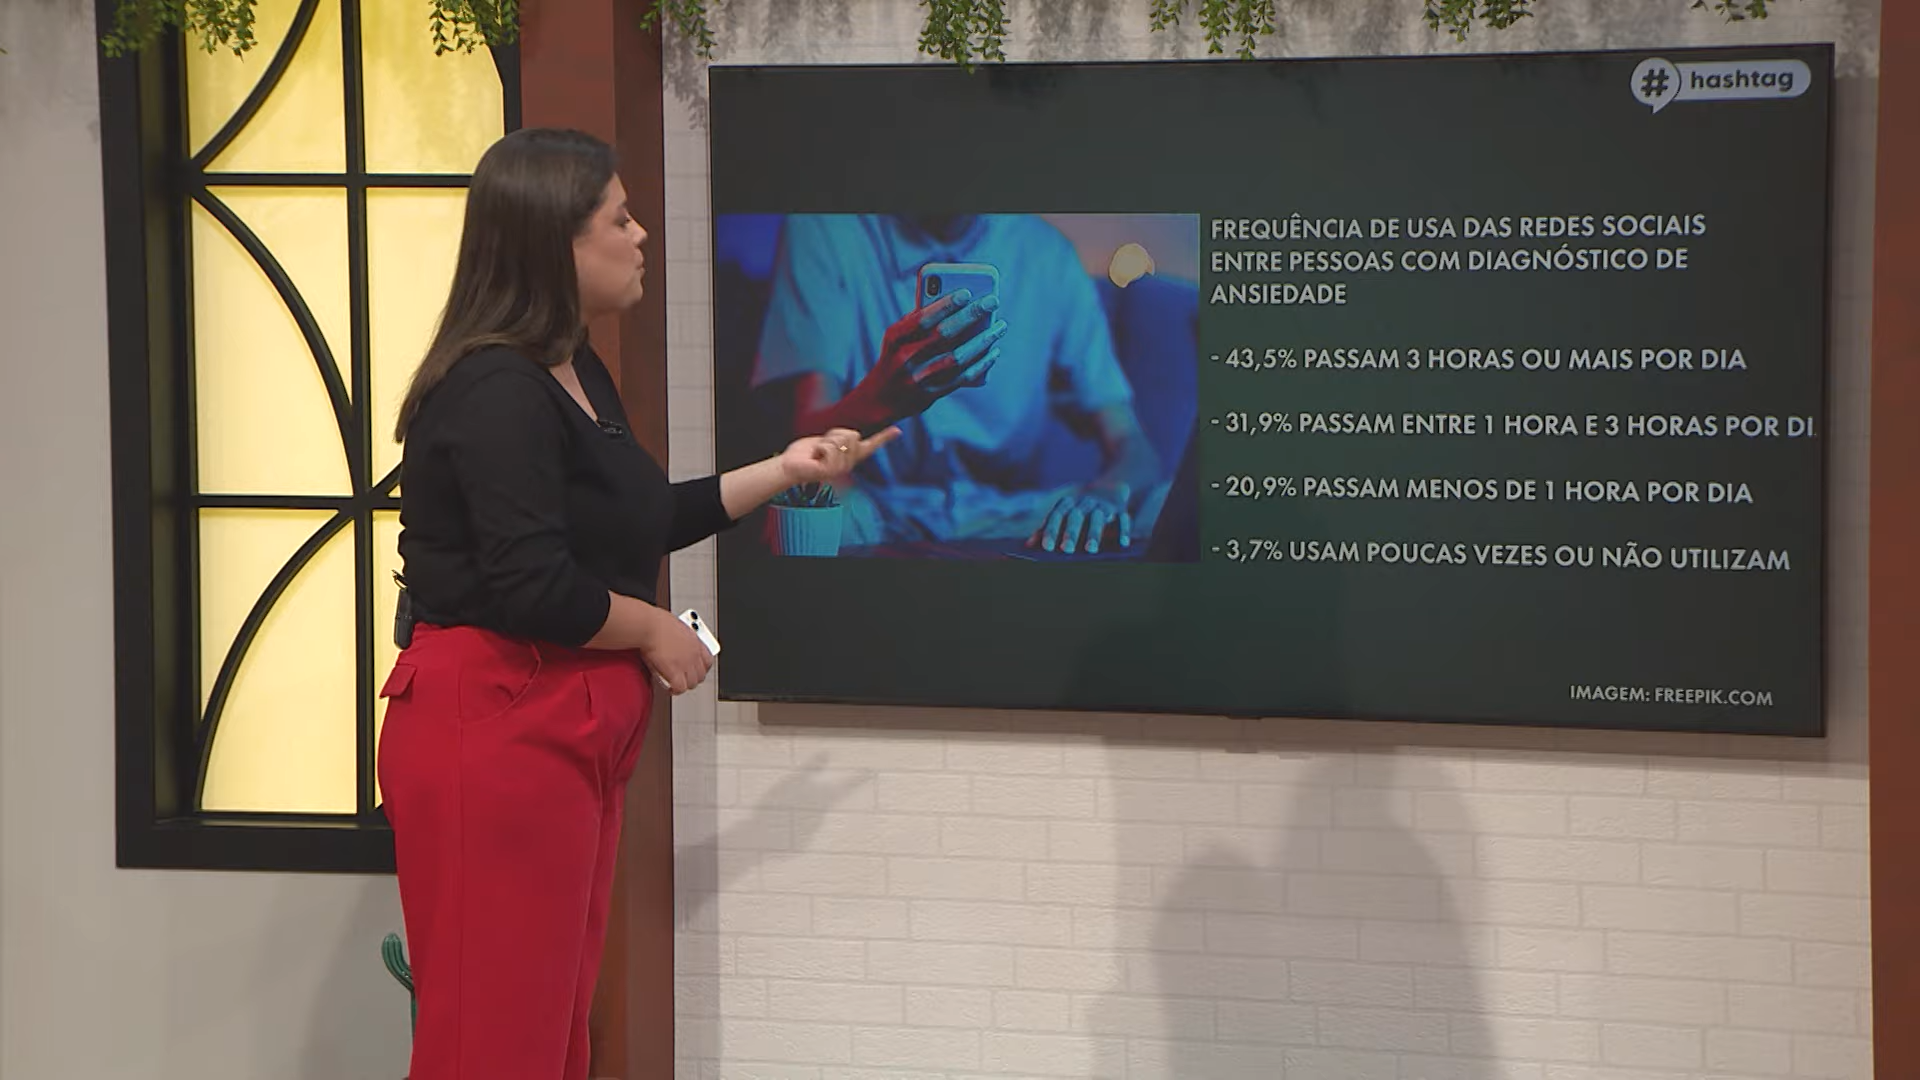 # hashtag
FREQUÊNCIA DE USA DAS REDES SOCIAIS
ENTRE PESSOAS COM DIAGNÓSTICO DE
ANSIEDADE
- 43,5% PASSAM 3 HORAS OU MAIS POR DIA
- 31,9% PASSAM ENTRE 1 HORA E 3 HORAS POR DI
- 20,9% PASSAM MENOS DE 1 HORA POR DIA
- 3,7% USAM POUCAS VEZES OU NÃO UTILIZAM
IMAGEM: FREEPIK.COM